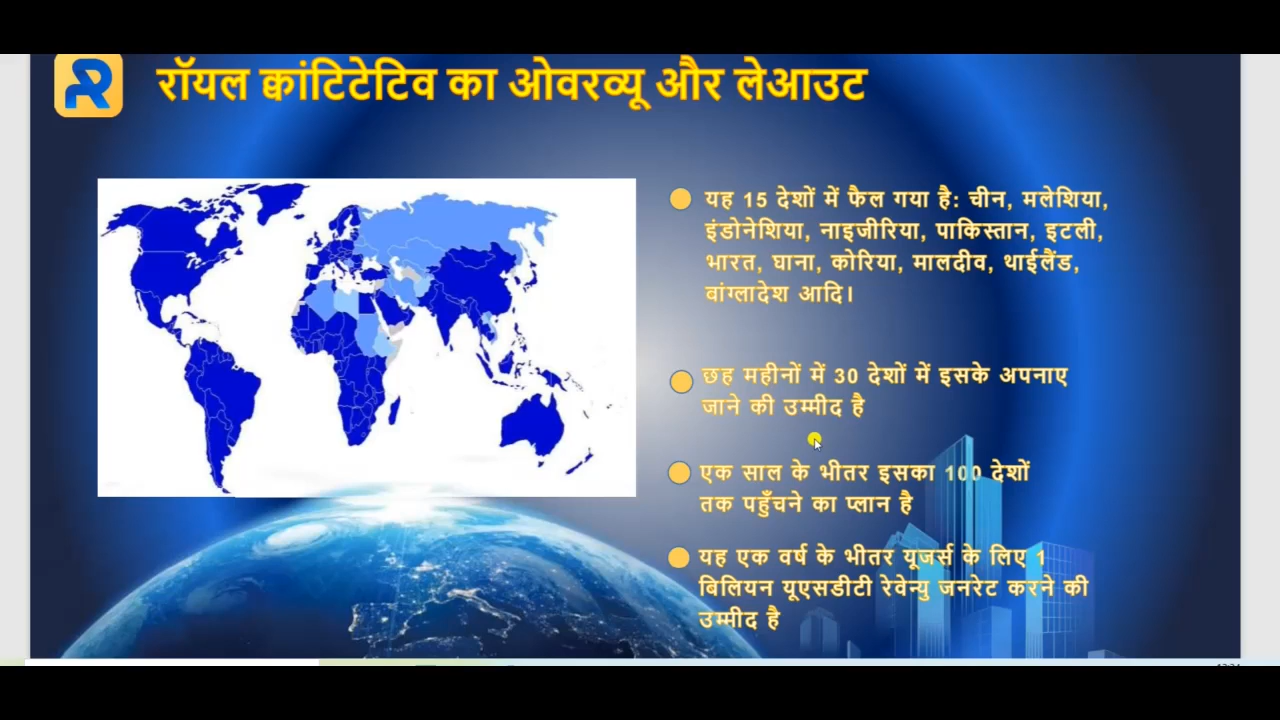 रॉयल क्वांटिटेटिव का ओवरव्यू और लेआउट
यह 15 देशों में फैल गया है: चीन, मलेशिया,
इंडोनेशिया, नाइजीरिया, पाकिस्तान, इटली,
भारत, घाना, कोरिया, मालदीव, थाईलैंड,
बांग्लादेश आदि।
छह महीनों में 30 देशों में इसके अपनाए
जाने की उम्मीद है
एक साल के भीतर इसका 100 देशों
तक पहुँचने का प्लान है
यह एक वर्ष के भीतर यूजर्स के लिए 1
बिलियन यूएसडीटी रेवेन्यु जनरेट करने की
उम्मीद है